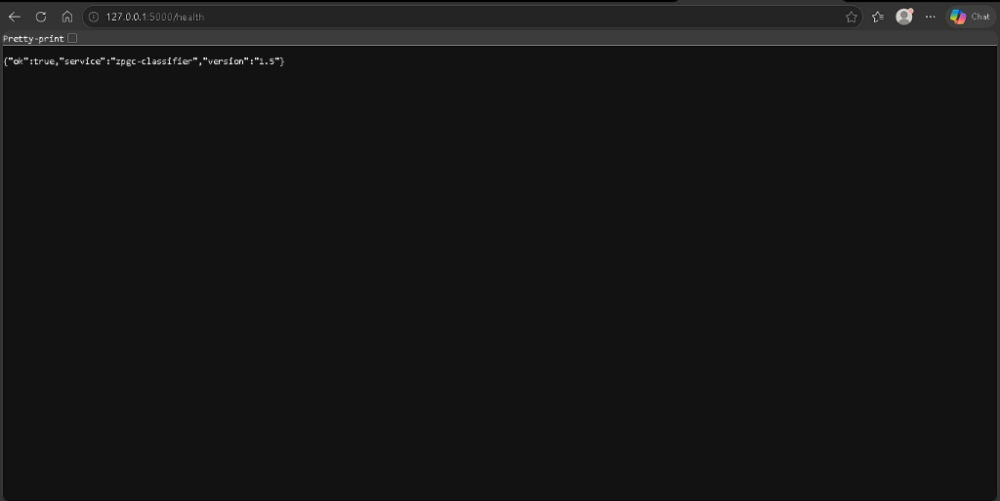 127.0.0.1:5000/health
Chat
Pretty-print
{"ok":true,"service":"zpgc-classifier","version":"1.5"}